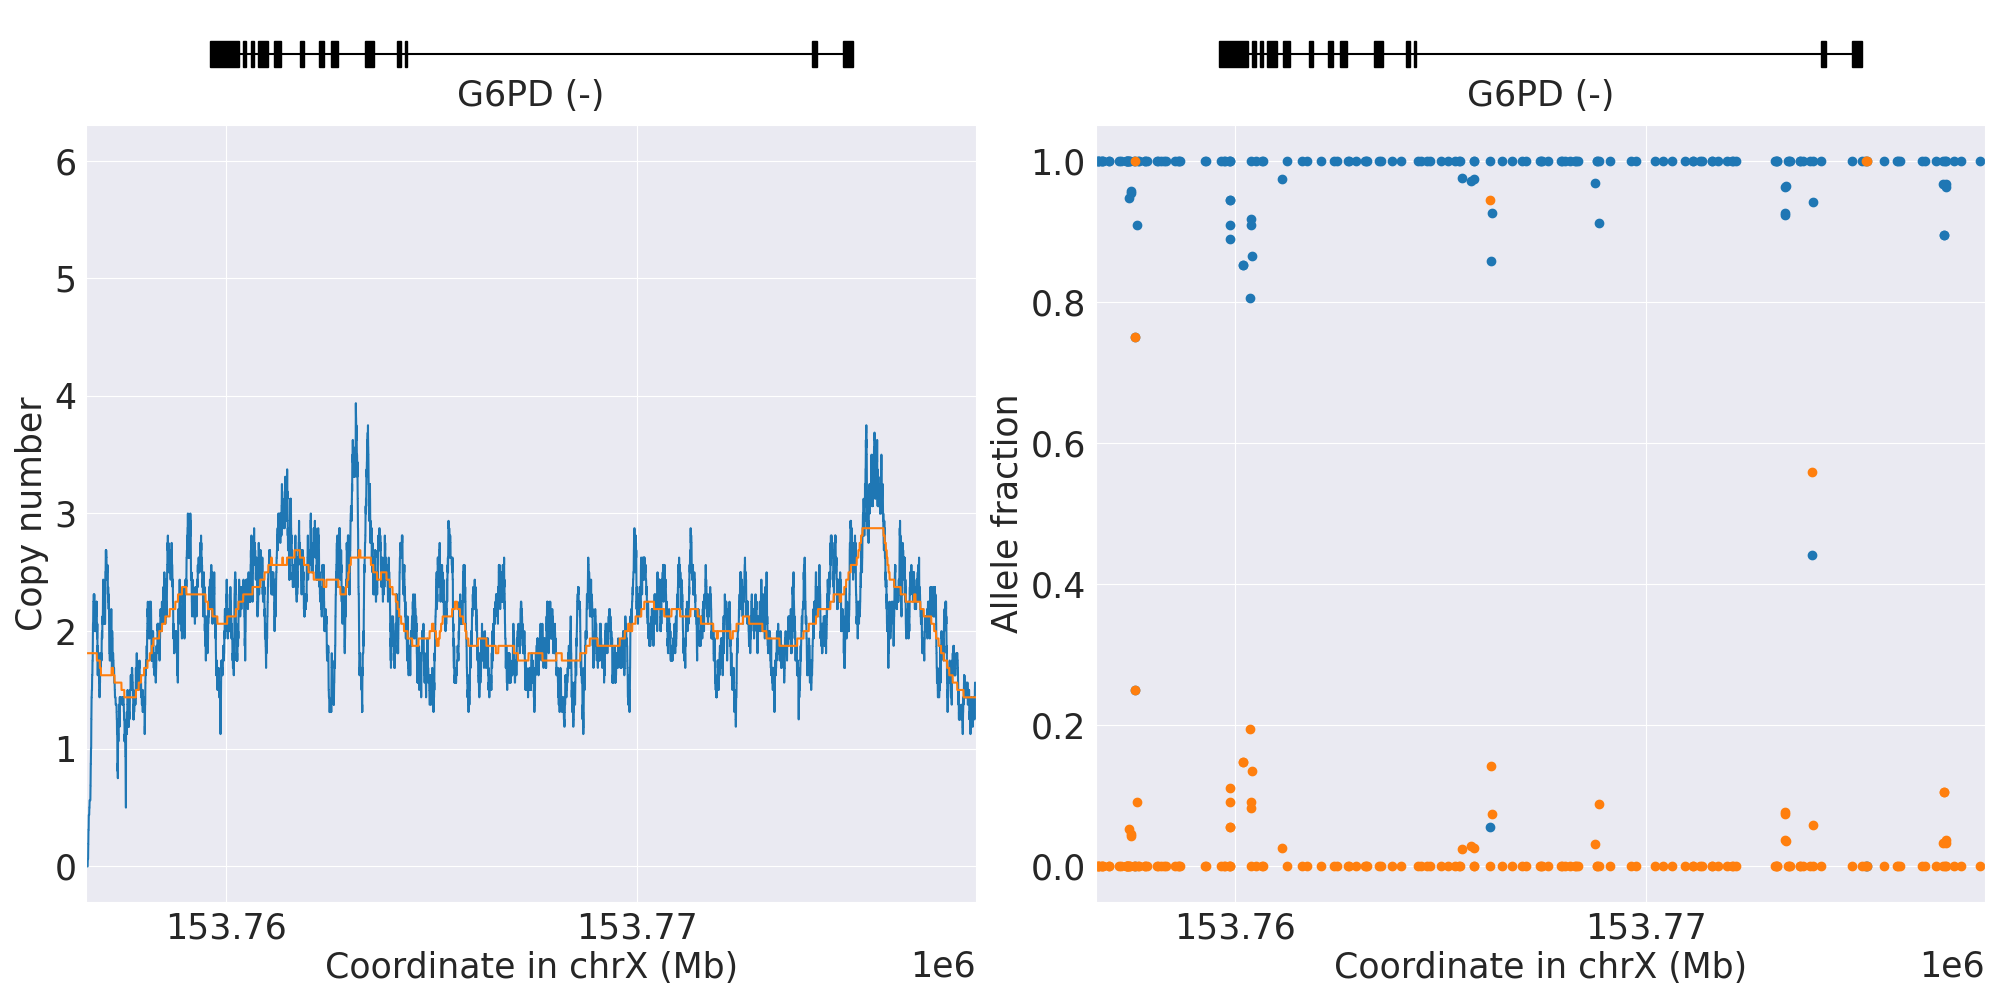 G6PD (-)
G6PD (-)
Copy number
6
5
4
3
2
1
0
153.76
153.77
Coordinate in chrX (Mb)
1e6
Allele fraction
1.0
0.8
0.6
0.4
0.2
0.0
153.76
153.77
Coordinate in chrX (Mb)
1e6